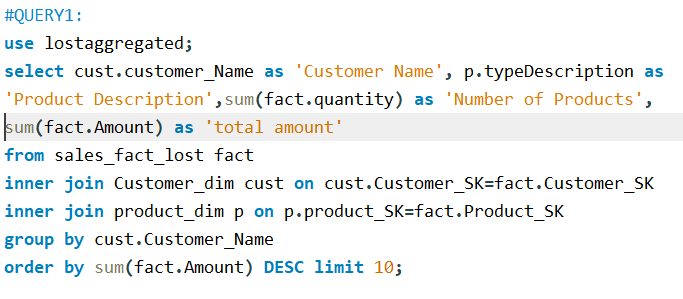 #QUERY1:
use lostaggregated;
select cust.customer_Name as 'Customer Name', p.typeDescription as
'Product Description',sum(fact.quantity) as 'Number of Products',
sum(fact.Amount) as 'total amount'
from sales_fact_lost fact
inner join Customer_dim cust on cust.Customer_SK=fact.Customer_SK
inner join product_dim p on p.product_SK=fact.Product_SK
group by cust.Customer_Name
order by sum(fact.Amount) DESC limit 10;